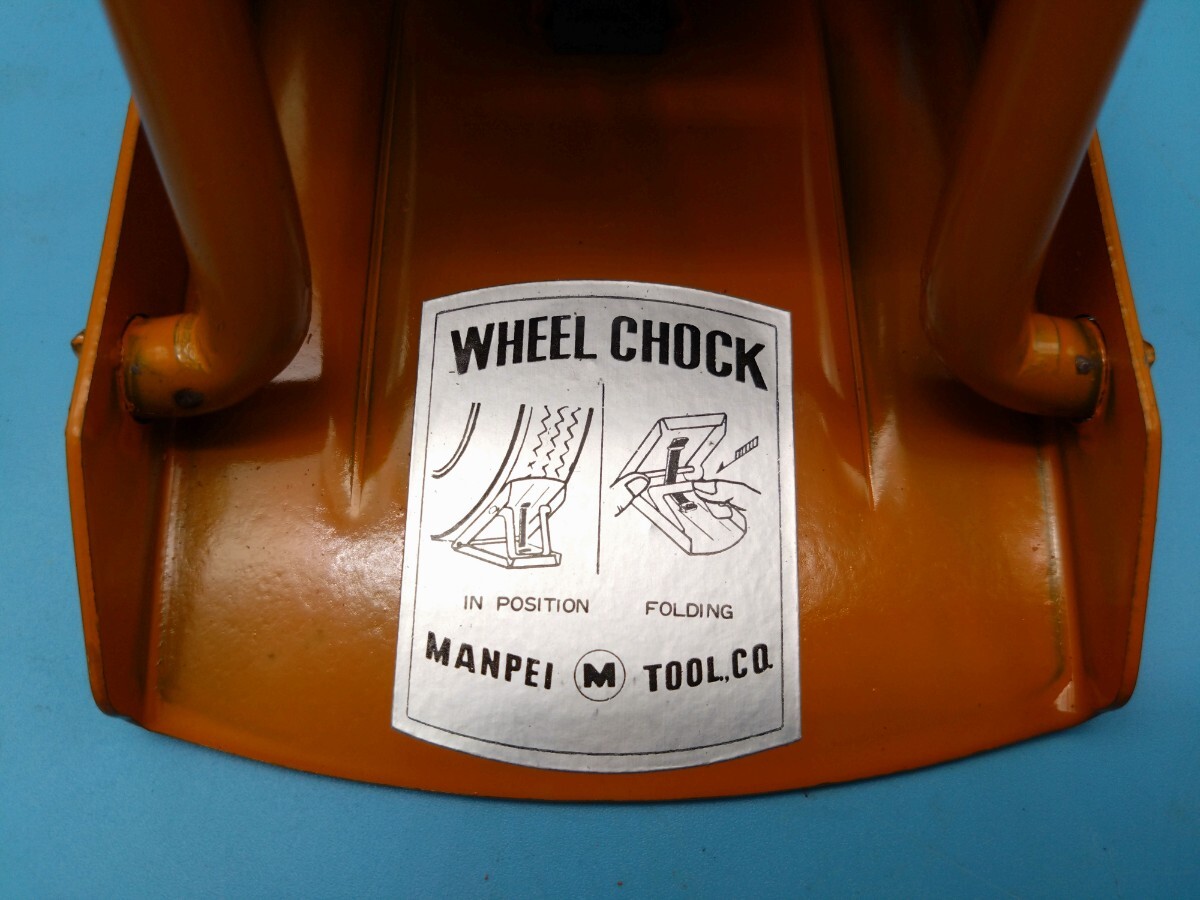 WHEEL CHOCK
IN POSITION FOLDING
MANPEI M TOOL.,CO.